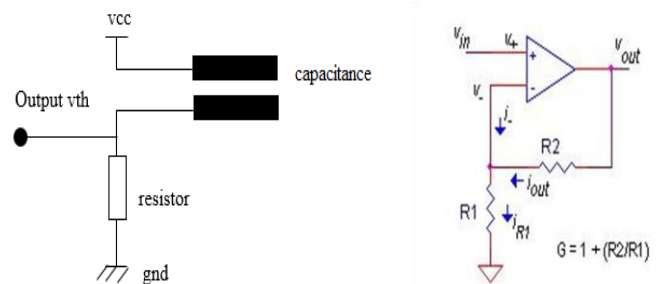 vcc
capacitance
Output vth
resistor
gnd
Vin
V+
+
Vout
-
V-
i-
R2
iout
R1
iR1
G = 1 + (R2/R1)